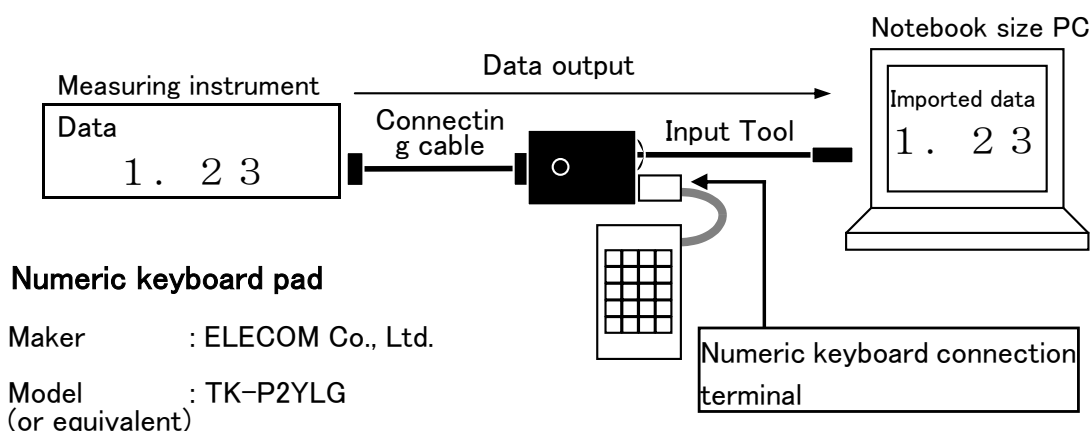 Notebook size PC
Data output
Measuring instrument
Imported data
Data
Connectin
g cable
Input Tool
１．２３
１．２３
Numeric keyboard pad
Maker : ELECOM Co., Ltd.
Numeric keyboard connection
terminal
Model : TK-P2YLG
(or equivalent)